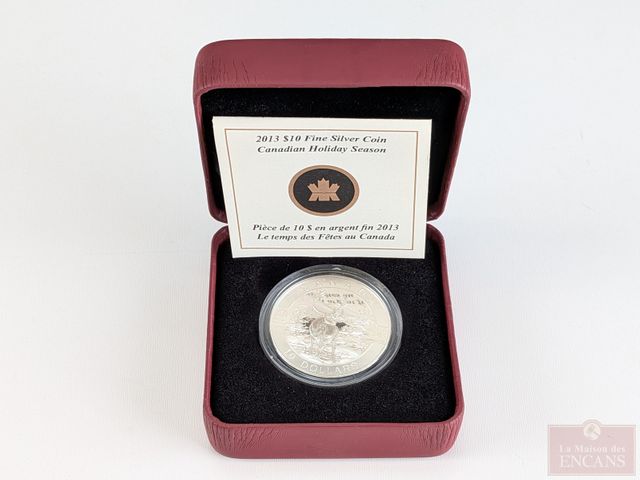 2013 $10 Fine Silver Coin
Canadian Holiday Season
Pièce de 10 $ en argent fin 2013
Le temps des Fêtes au Canada
10 DOLLARS
La Maison des
ENCANS